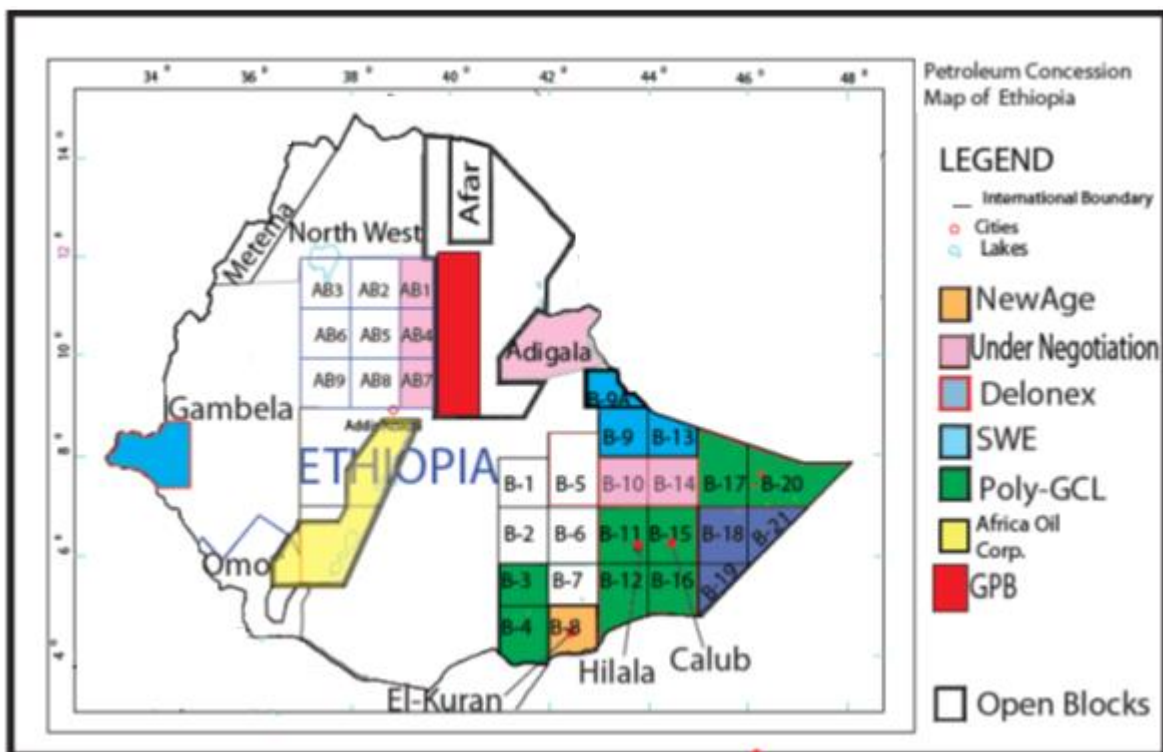 34° 36° 38° 40° 42° 44° 46° 48°
Petroleum Concession
Map of Ethiopia
LEGEND
International Boundary
Cities
Lakes
NewAge
Under Negotiation
Delonex
SWE
Poly-GCL
Africa Oil
Corp.
GPB
Open Blocks
14°
12°
10°
8°
6°
4°
Metema
North West
Afar
AB3 AB2 AB1
AB6 AB5 AB4
AB9 AB8 AB7
Adigala
Gambela
ETHIOPIA
Omo
B-9A
B-9 B-13
B-1 B-5 B-10 B-14 B-17 B-20
B-2 B-6 B-11 B-15 B-18 B-21
B-3 B-7 B-12 B-16 B-19
B-4 B-8
Hilala Calub
El-Kuran